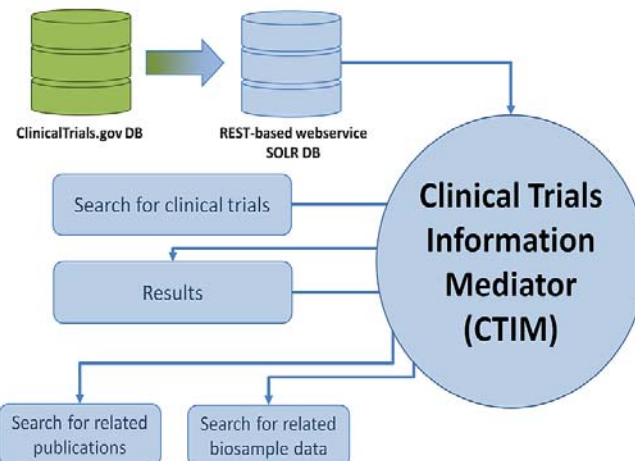 ClinicalTrials.gov DB
REST-based webservice
SOLR DB
Search for clinical trials
Results
Clinical Trials
Information
Mediator
(CTIM)
Search for related
publications
Search for related
biosample data